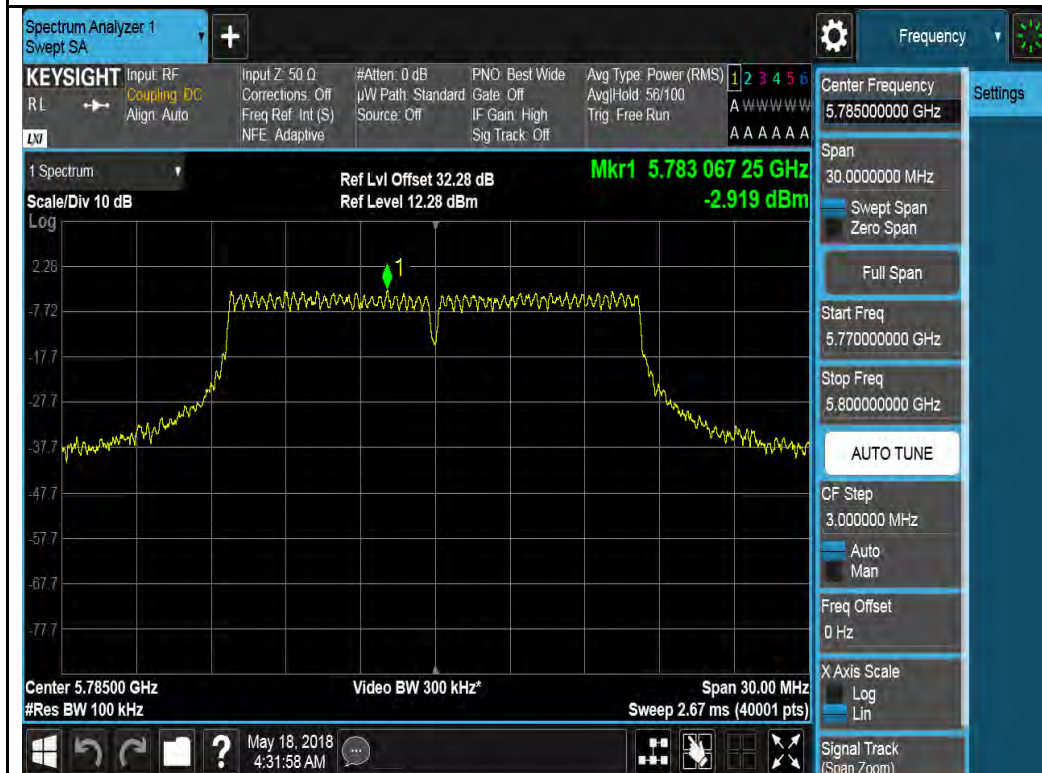 Spectrum Analyzer 1
Swept SA
Frequency
KEYSIGHT
R L
LXI
Input: RF
Coupling: DC
Align: Auto
Input Z: 50 Ω
Corrections: Off
Freq Ref: Int (S)
NFE: Adaptive
#Atten: 0 dB
µW Path: Standard
Source: Off
PNO: Best Wide
Gate: Off
IF Gain: High
Sig Track: Off
Avg Type: Power (RMS)
Avg|Hold: 56/100
Trig: Free Run
1 2 3 4 5 6
A W W W W W
A A A A A A
1 Spectrum
Scale/Div 10 dB
Log
Ref Lvl Offset 32.28 dB
Ref Level 12.28 dBm
Mkr1 5.783 067 25 GHz
-2.919 dBm
1
2.28
-7.72
-17.7
-27.7
-37.7
-47.7
-57.7
-67.7
-77.7
Center 5.78500 GHz
#Res BW 100 kHz
Video BW 300 kHz*
Span 30.00 MHz
Sweep 2.67 ms (40001 pts)
Center Frequency
5.785000000 GHz
Settings
Span
30.0000000 MHz
Swept Span
Zero Span
Full Span
Start Freq
5.770000000 GHz
Stop Freq
5.800000000 GHz
AUTO TUNE
CF Step
3.000000 MHz
Auto
Man
Freq Offset
0 Hz
X Axis Scale
Log
Lin
Signal Track
(Span Zoom)
?
May 18, 2018
4:31:58 AM